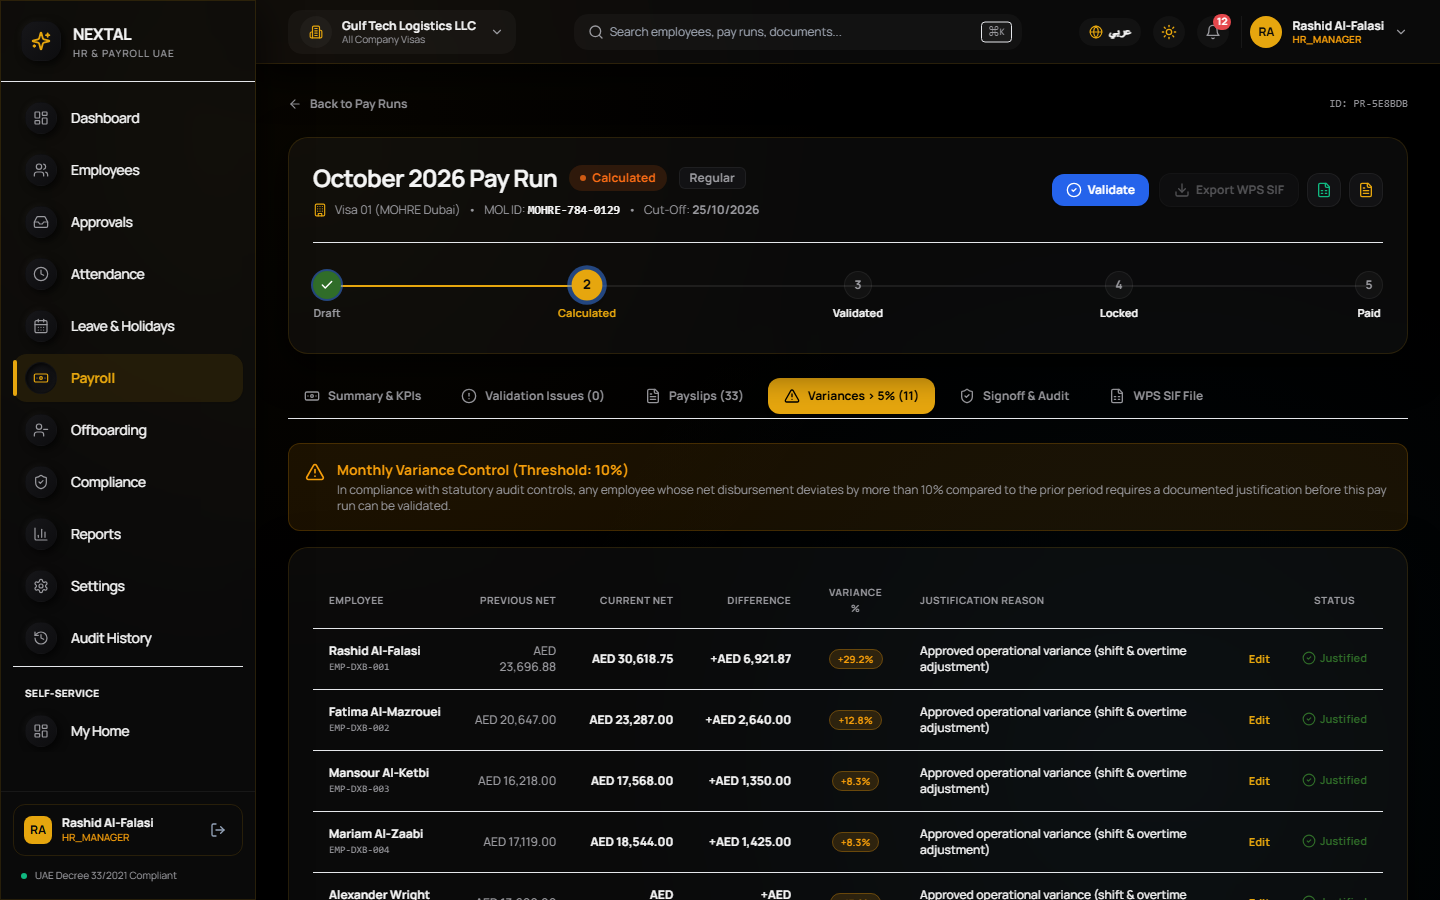 NEXTAL
HR & PAYROLL UAE
Dashboard
Employees
Approvals
Attendance
Leave & Holidays
Payroll
Offboarding
Compliance
Reports
Settings
Audit History
SELF-SERVICE
My Home
RA
Rashid Al-Falasi
HR_MANAGER
UAE Decree 33/2021 Compliant
Gulf Tech Logistics LLC
All Company Visas
Search employees, pay runs, documents...
⌘K
عربي
12
RA
Rashid Al-Falasi
HR_MANAGER
Back to Pay Runs
ID: PR-5E8BDB
October 2026 Pay Run
Calculated
Regular
Visa 01 (MOHRE Dubai) • MOL ID: MOHRE-784-0129 • Cut-Off: 25/10/2026
Validate
Export WPS SIF
2
3
4
5
Draft
Calculated
Validated
Locked
Paid
Summary & KPIs
Validation Issues (0)
Payslips (33)
Variances > 5% (11)
Signoff & Audit
WPS SIF File
Monthly Variance Control (Threshold: 10%)
In compliance with statutory audit controls, any employee whose net disbursement deviates by more than 10% compared to the prior period requires a documented justification before this pay
run can be validated.
EMPLOYEE PREVIOUS NET CURRENT NET DIFFERENCE VARIANCE % JUSTIFICATION REASON STATUS
Rashid Al-Falasi
EMP-DXB-001
AED
23,696.88
AED 30,618.75
+AED 6,921.87
+29.2%
Approved operational variance (shift & overtime
adjustment)
Edit
Justified
Fatima Al-Mazrouei
EMP-DXB-002
AED 20,647.00
AED 23,287.00
+AED 2,640.00
+12.8%
Approved operational variance (shift & overtime
adjustment)
Edit
Justified
Mansour Al-Ketbi
EMP-DXB-003
AED 16,218.00
AED 17,568.00
+AED 1,350.00
+8.3%
Approved operational variance (shift & overtime
adjustment)
Edit
Justified
Mariam Al-Zaabi
EMP-DXB-004
AED 17,119.00
AED 18,544.00
+AED 1,425.00
+8.3%
Approved operational variance (shift & overtime
adjustment)
Edit
Justified
Alexander Wright
AED
+AED
Approved operational variance (shift & overtime